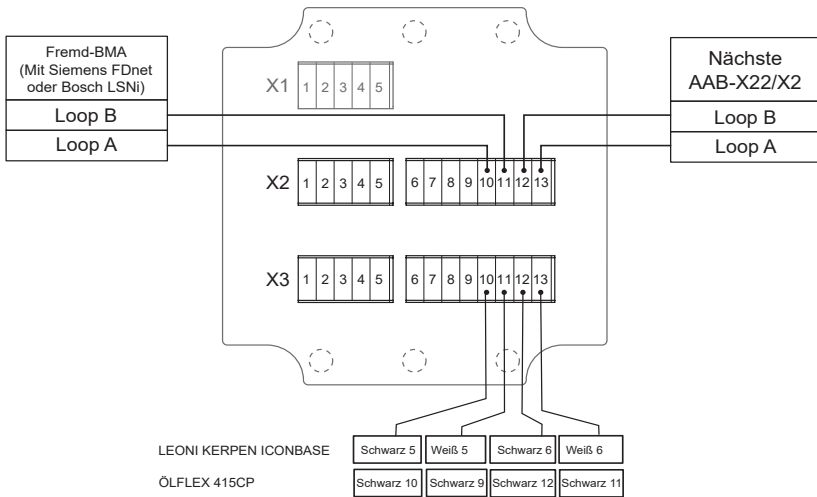 Fremd-BMA
(Mit Siemens FDnet
oder Bosch LSNi)
Loop B
Loop A
X1 1 2 3 4 5
Nächste
AAB-X22/X2
Loop B
Loop A
X2 1 2 3 4 5 6 7 8 9 10 11 12 13
X3 1 2 3 4 5 6 7 8 9 10 11 12 13
LEONI KERPEN ICONBASE Schwarz 5 Weiß 5 Schwarz 6 Weiß 6
ÖLFLEX 415CP Schwarz 10 Schwarz 9 Schwarz 12 Schwarz 11